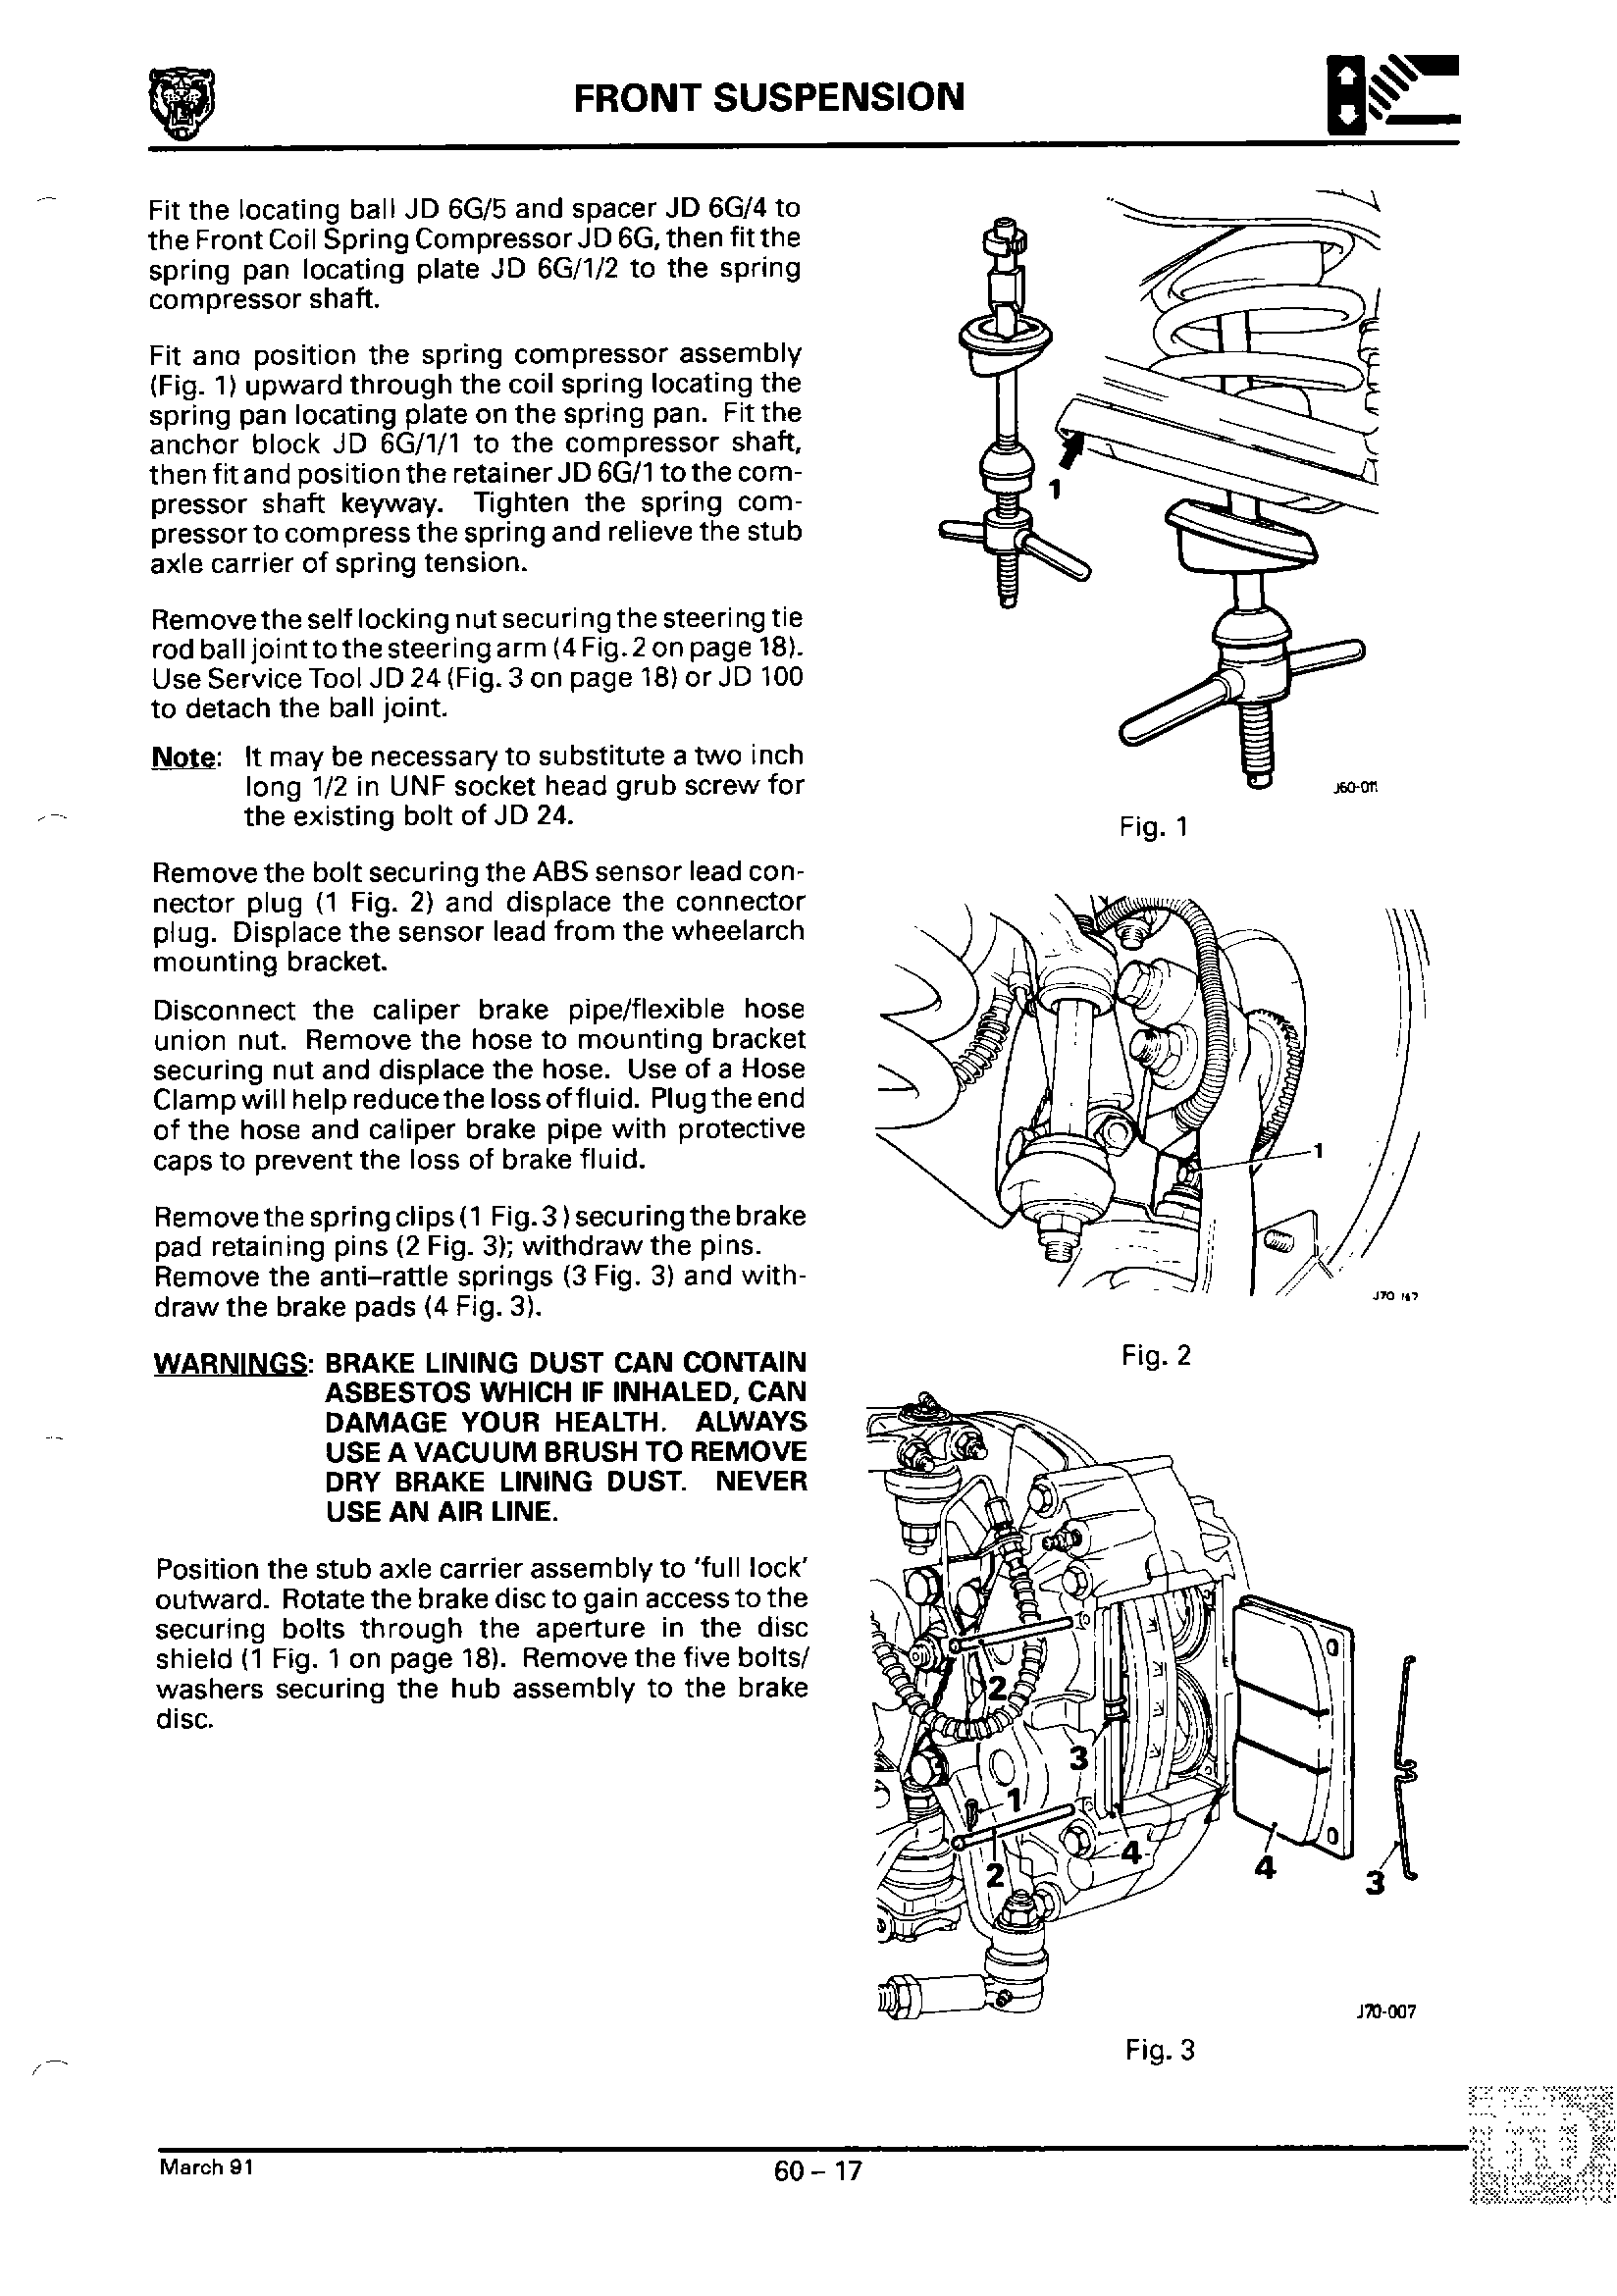 FRONT SUSPENSION
Fit the locating ball JD 6G/5 and spacer JD 6G/4 to
the Front Coil Spring Compressor JD 6G, then fit the
spring pan locating plate JD 6G/1/2 to the spring
compressor shaft.
Fit and position the spring compressor assembly
(Fig. 1) upward through the coil spring locating the
spring pan locating plate on the spring pan. Fit the
anchor block JD 6G/1/1 to the compressor shaft,
then fit and position the retainer JD 6G/1 to the com-
pressor shaft keyway. Tighten the spring com-
pressor to compress the spring and relieve the stub
axle carrier of spring tension.
Remove the self locking nut securing the steering tie
rod ball joint to the steering arm (4 Fig. 2 on page 18).
Use Service Tool JD 24 (Fig. 3 on page 18) or JD 100
to detach the ball joint.
Note: It may be necessary to substitute a two inch
long 1/2 in UNF socket head grub screw for
the existing bolt of JD 24.
Remove the bolt securing the ABS sensor lead con-
nector plug (1 Fig. 2) and displace the connector
plug. Displace the sensor lead from the wheelarch
mounting bracket.
Disconnect the caliper brake pipe/flexible hose
union nut. Remove the hose to mounting bracket
securing nut and displace the hose. Use of a Hose
Clamp will help reduce the loss of fluid. Plug the end
of the hose and caliper brake pipe with protective
caps to prevent the loss of brake fluid.
Remove the spring clips (1 Fig. 3) securing the brake
pad retaining pins (2 Fig. 3); withdraw the pins.
Remove the anti–rattle springs (3 Fig. 3) and with-
draw the brake pads (4 Fig. 3).
WARNINGS: BRAKE LINING DUST CAN CONTAIN
ASBESTOS WHICH IF INHALED, CAN
DAMAGE YOUR HEALTH. ALWAYS
USE A VACUUM BRUSH TO REMOVE
DRY BRAKE LINING DUST. NEVER
USE AN AIR LINE.
Position the stub axle carrier assembly to 'full lock'
outward. Rotate the brake disc to gain access to the
securing bolts through the aperture in the disc
shield (1 Fig. 1 on page 18). Remove the five bolts/
washers securing the hub assembly to the brake
disc.
1
J60-011
Fig. 1
1
J70 147
Fig. 2
2
3
1
4
2
4
3
J70-007
Fig. 3
March 91
60 – 17